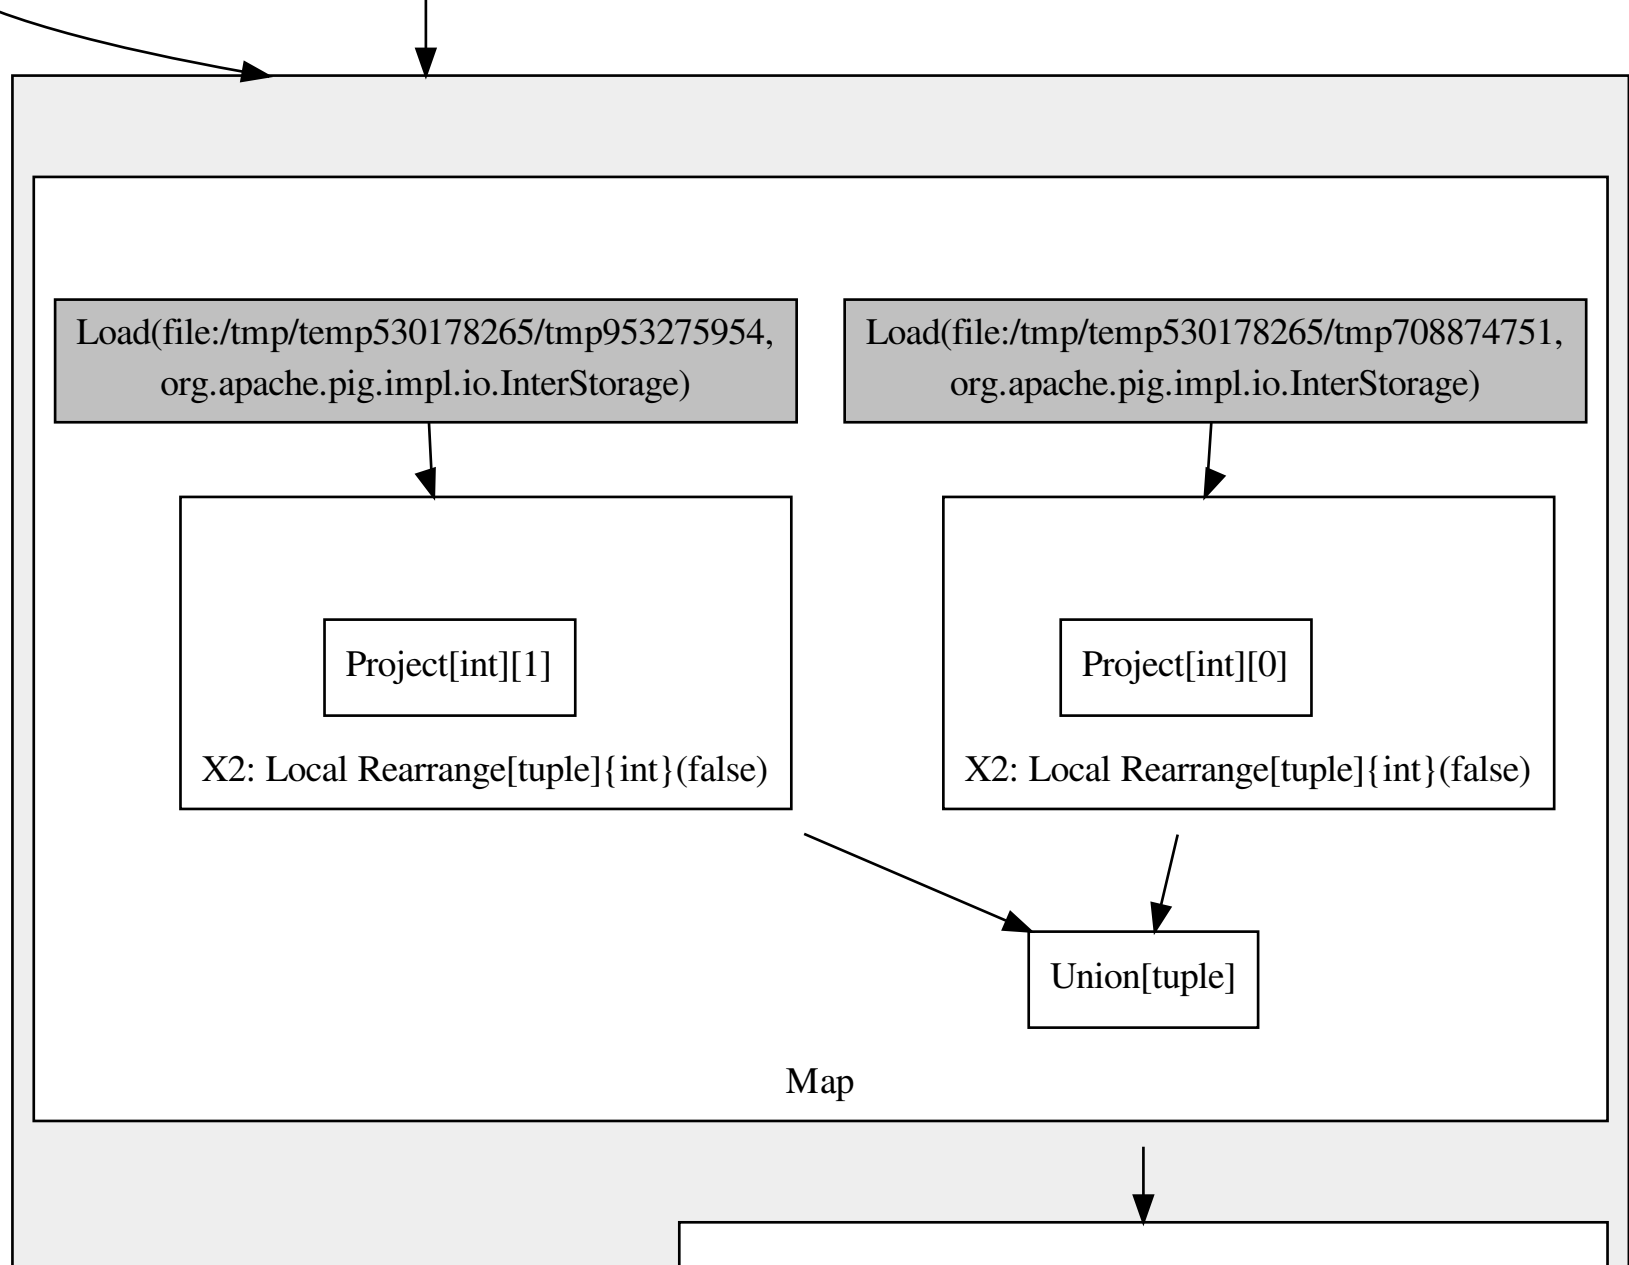 Load(file:/tmp/temp530178265/tmp953275954,
org.apache.pig.impl.io.InterStorage)
Load(file:/tmp/temp530178265/tmp708874751,
org.apache.pig.impl.io.InterStorage)
Project[int][1]
X2: Local Rearrange[tuple]{int}(false)
Project[int][0]
X2: Local Rearrange[tuple]{int}(false)
Union[tuple]
Map